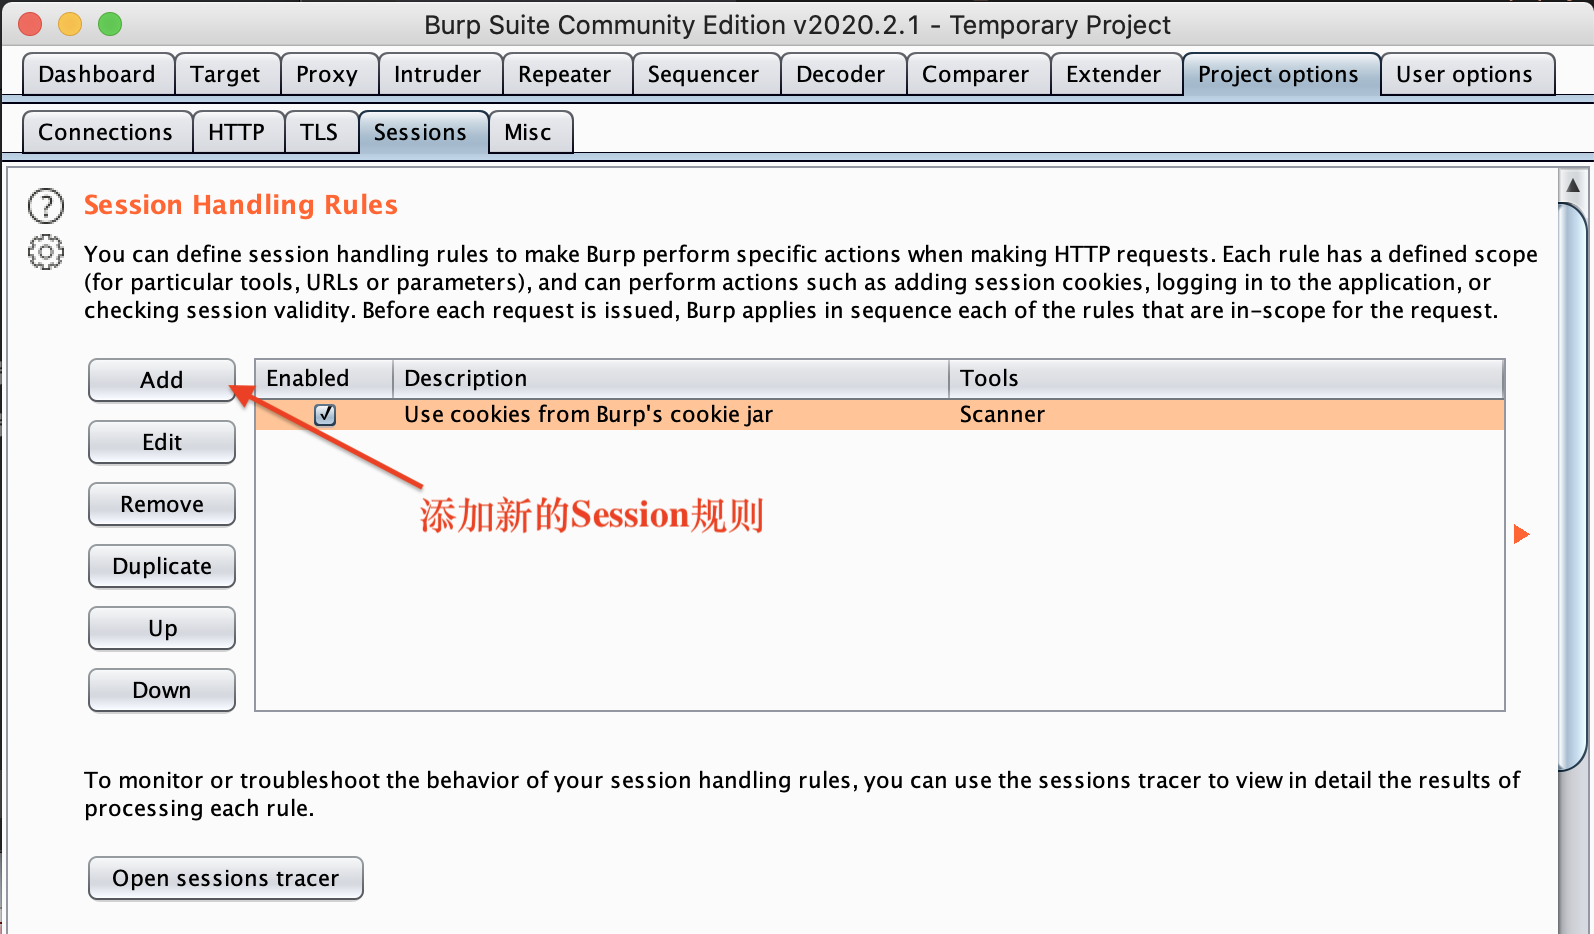 Burp Suite Community Edition v2020.2.1 - Temporary Project
Dashboard Target Proxy Intruder Repeater Sequencer Decoder Comparer Extender Project options User options
Connections HTTP TLS Sessions Misc
Session Handling Rules
You can define session handling rules to make Burp perform specific actions when making HTTP requests. Each rule has a defined scope
(for particular tools, URLs or parameters), and can perform actions such as adding session cookies, logging in to the application, or
checking session validity. Before each request is issued, Burp applies in sequence each of the rules that are in-scope for the request.
Add Enabled Description Tools
Use cookies from Burp's cookie jar Scanner
Edit
Remove
添加新的Session规则
Duplicate
Up
Down
To monitor or troubleshoot the behavior of your session handling rules, you can use the sessions tracer to view in detail the results of
processing each rule.
Open sessions tracer